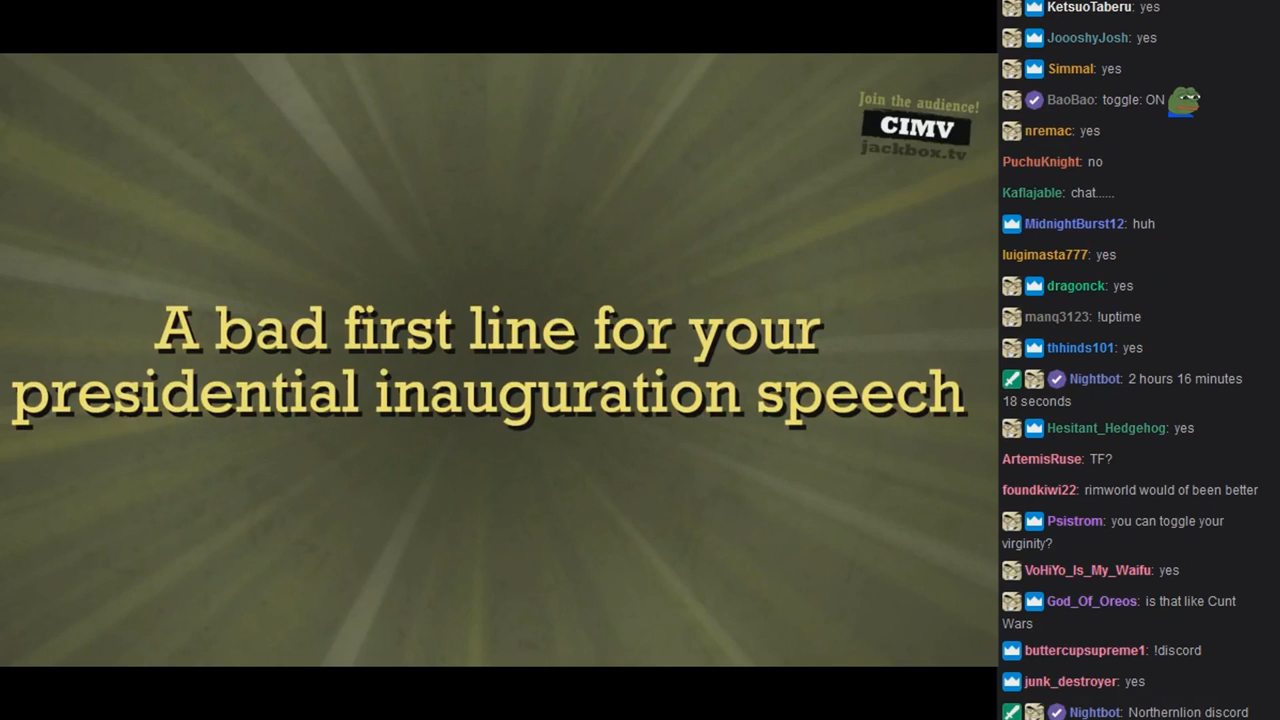 Join the audience!
CIMV
jackbox.tv
A bad first line for your
presidential inauguration speech
KetsuoTaberu: yes
JoooshyJosh: yes
Simmal: yes
BaoBao: toggle: ON
nremac: yes
PuchuKnight: no
Kaflajable: chat......
MidnightBurst12: huh
luigimasta777: yes
dragonck: yes
manq3123: !uptime
thhinds101: yes
Nightbot: 2 hours 16 minutes
18 seconds
Hesitant_Hedgehog: yes
ArtemisRuse: TF?
foundkiwi22: rimworld would of been better
Psistrom: you can toggle your
virginity?
VoHiYo_Is_My_Waifu: yes
God_Of_Oreos: is that like Cunt
Wars
buttercupsupreme1: !discord
junk_destroyer: yes
Nightbot: Northernlion discord